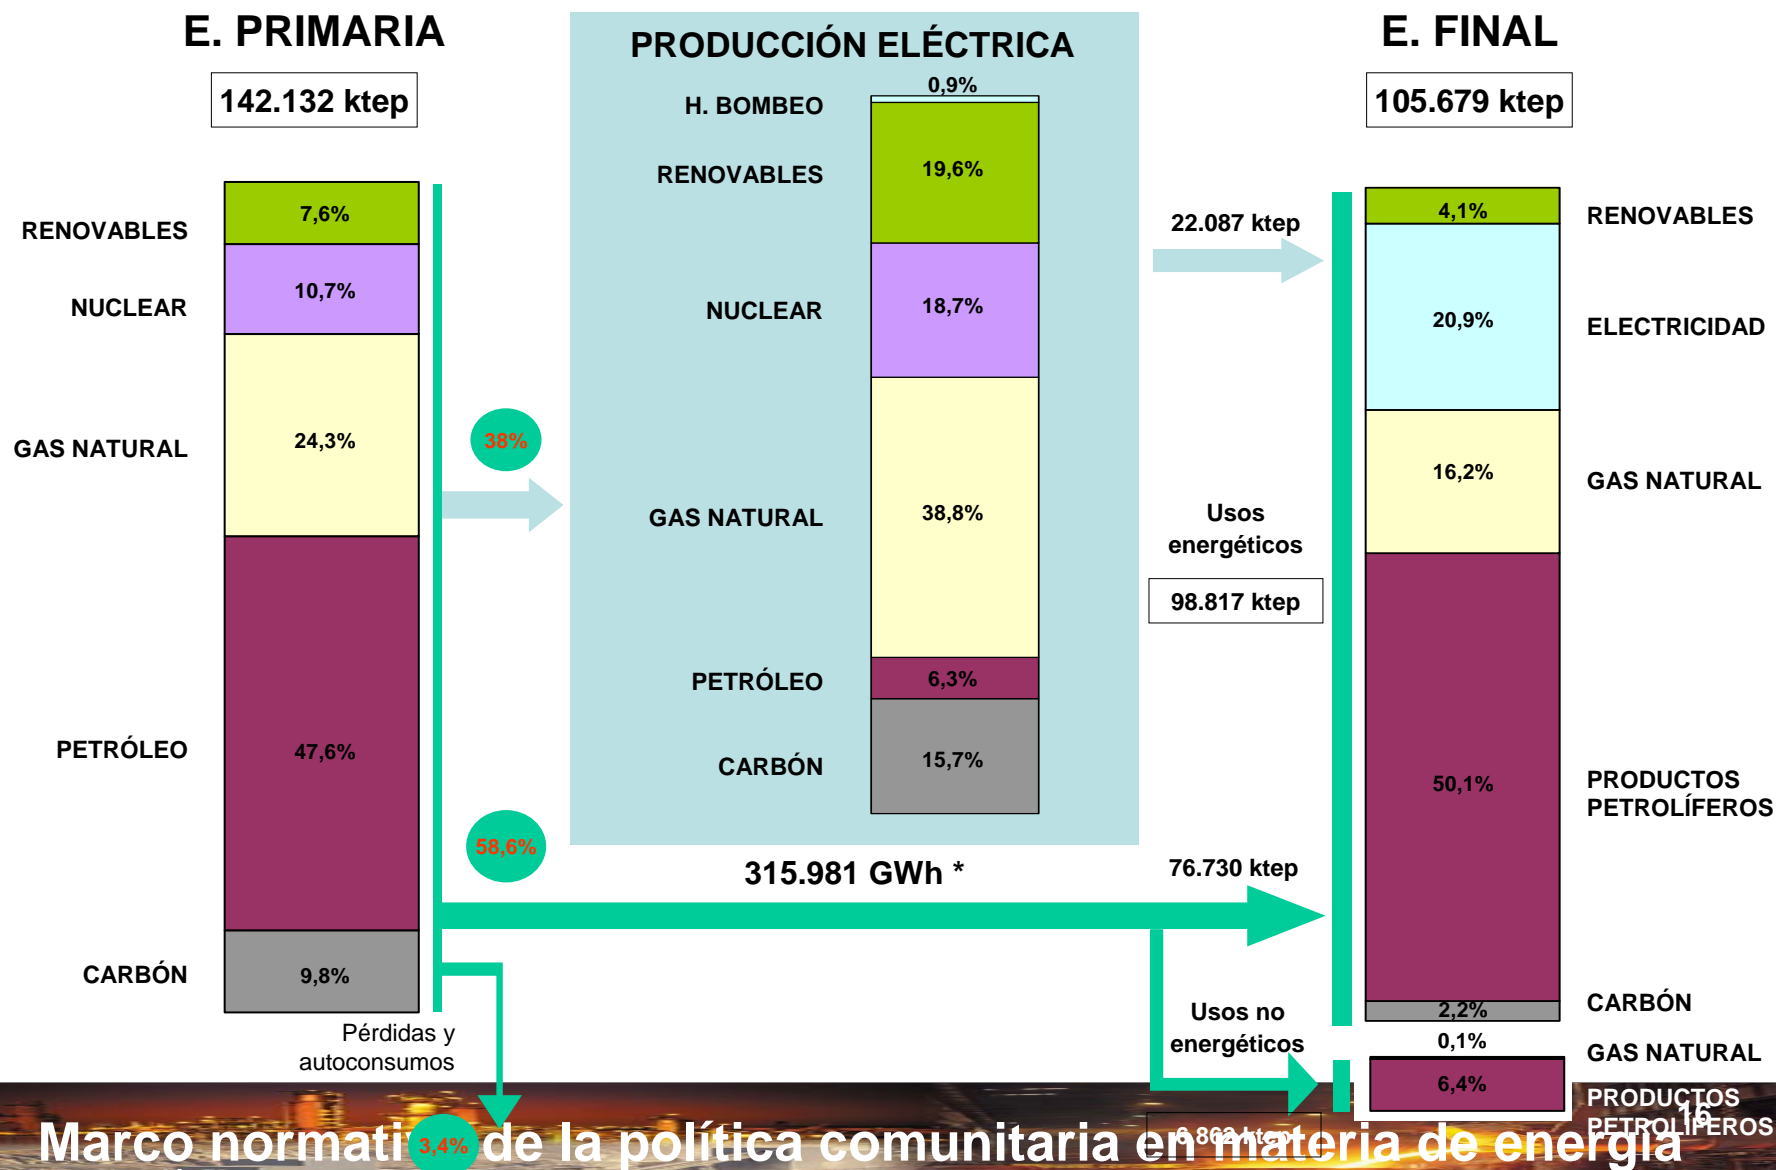 E. PRIMARIA
142.132 ktep
RENOVABLES
7,6%
NUCLEAR
10,7%
GAS NATURAL
24,3%
PETRÓLEO
47,6%
CARBÓN
9,8%
Pérdidas y
autoconsumos
3,4%
38%
58,6%
PRODUCCIÓN ELÉCTRICA
0,9%
H. BOMBEO
RENOVABLES
19,6%
NUCLEAR
18,7%
GAS NATURAL
38,8%
PETRÓLEO
6,3%
CARBÓN
15,7%
315.981 GWh *
22.087 ktep
Usos
energéticos
98.817 ktep
76.730 ktep
Usos no
energéticos
6.862 ktep
E. FINAL
105.679 ktep
4,1%
RENOVABLES
20,9%
ELECTRICIDAD
16,2%
GAS NATURAL
50,1%
PRODUCTOS
PETROLÍFEROS
2,2%
CARBÓN
0,1%
GAS NATURAL
6,4%
PRODUCTOS
PETROLÍFEROS
16
Marco normati de la política comunitaria en materia de energía